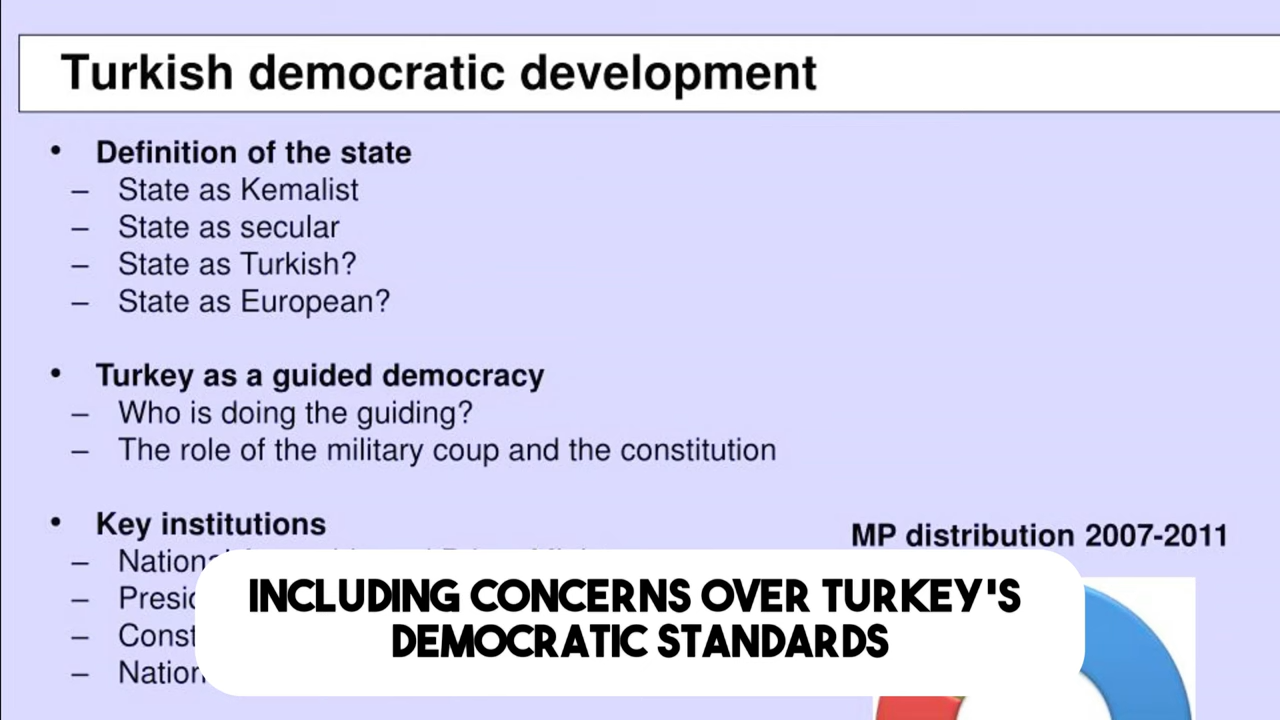 Turkish democratic development
• Definition of the state
– State as Kemalist
– State as secular
– State as Turkish?
– State as European?
• Turkey as a guided democracy
– Who is doing the guiding?
– The role of the military coup and the constitution
• Key institutions
–
–
–
–
MP distribution 2007-2011
INCLUDING CONCERNS OVER TURKEY'S
DEMOCRATIC STANDARDS